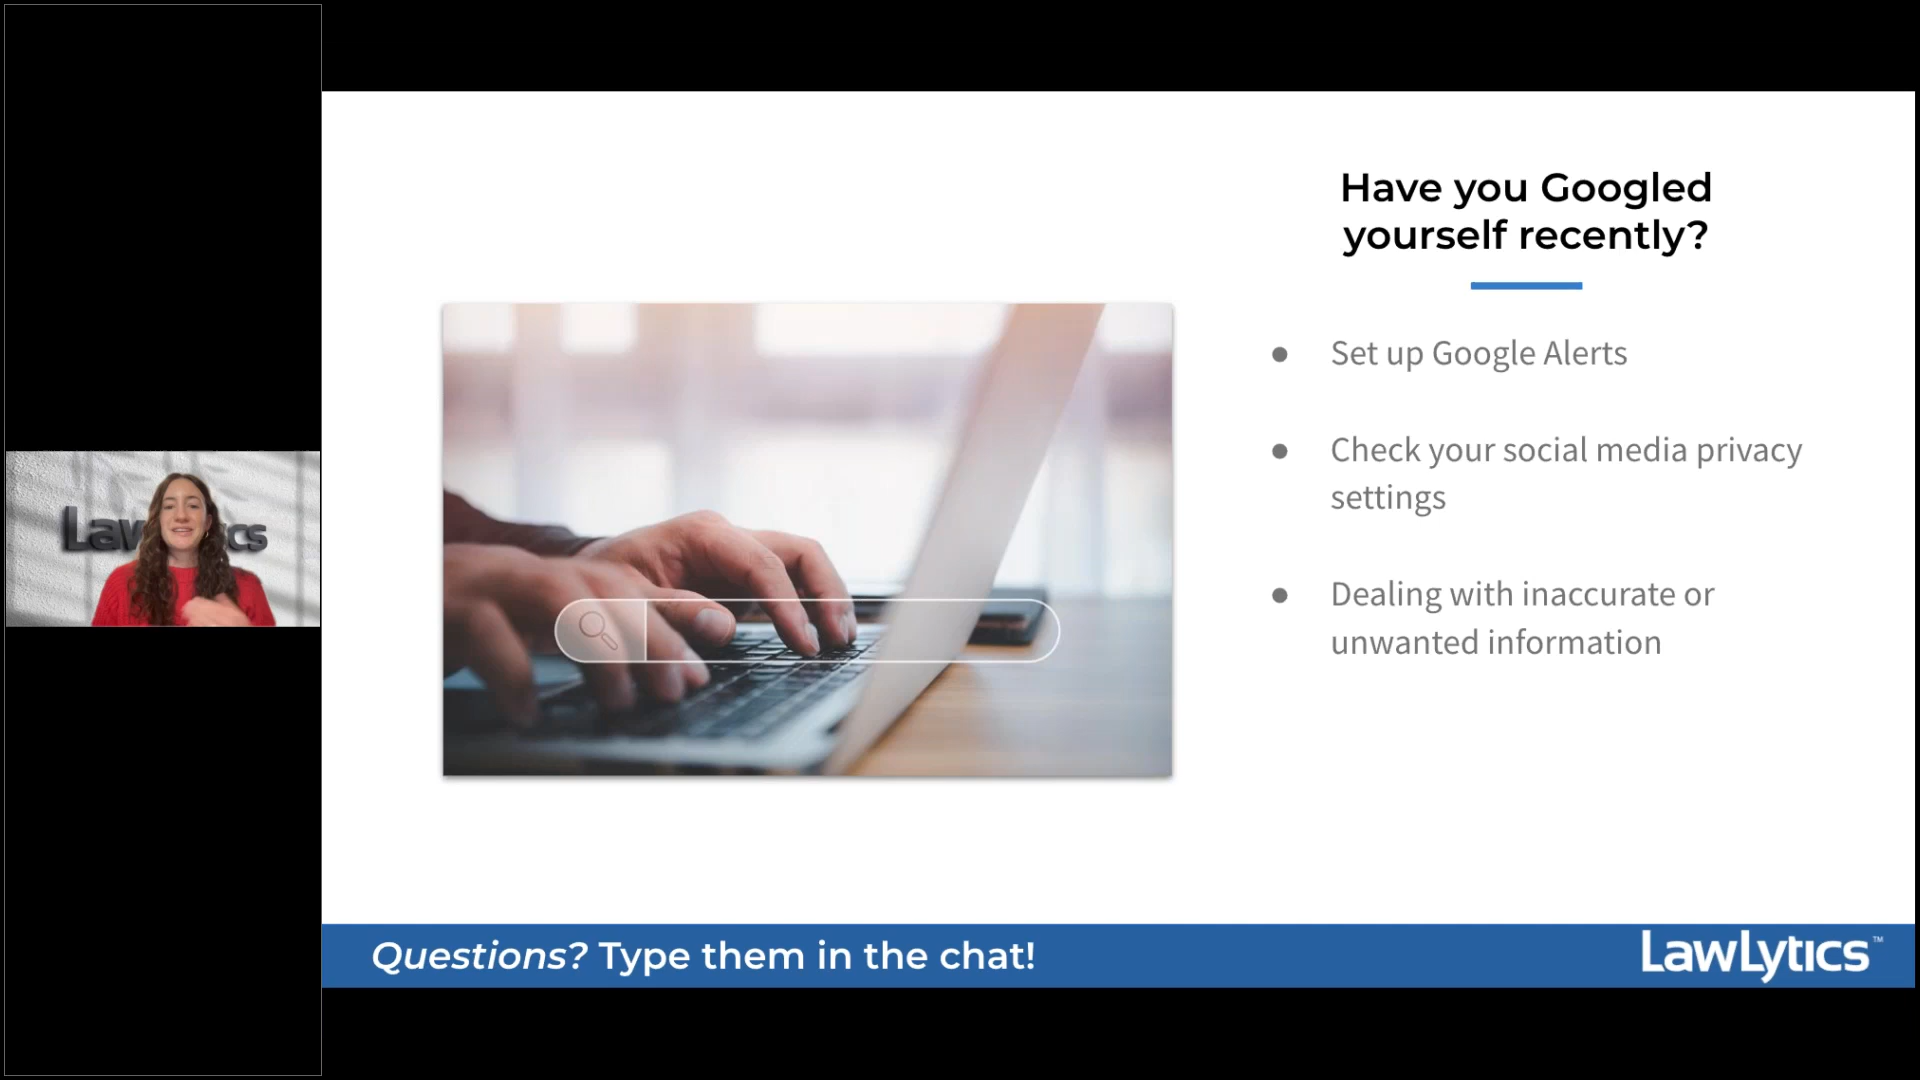 Have you Googled
yourself recently?
● Set up Google Alerts
● Check your social media privacy
settings
● Dealing with inaccurate or
unwanted information
Questions? Type them in the chat!
LawLytics™